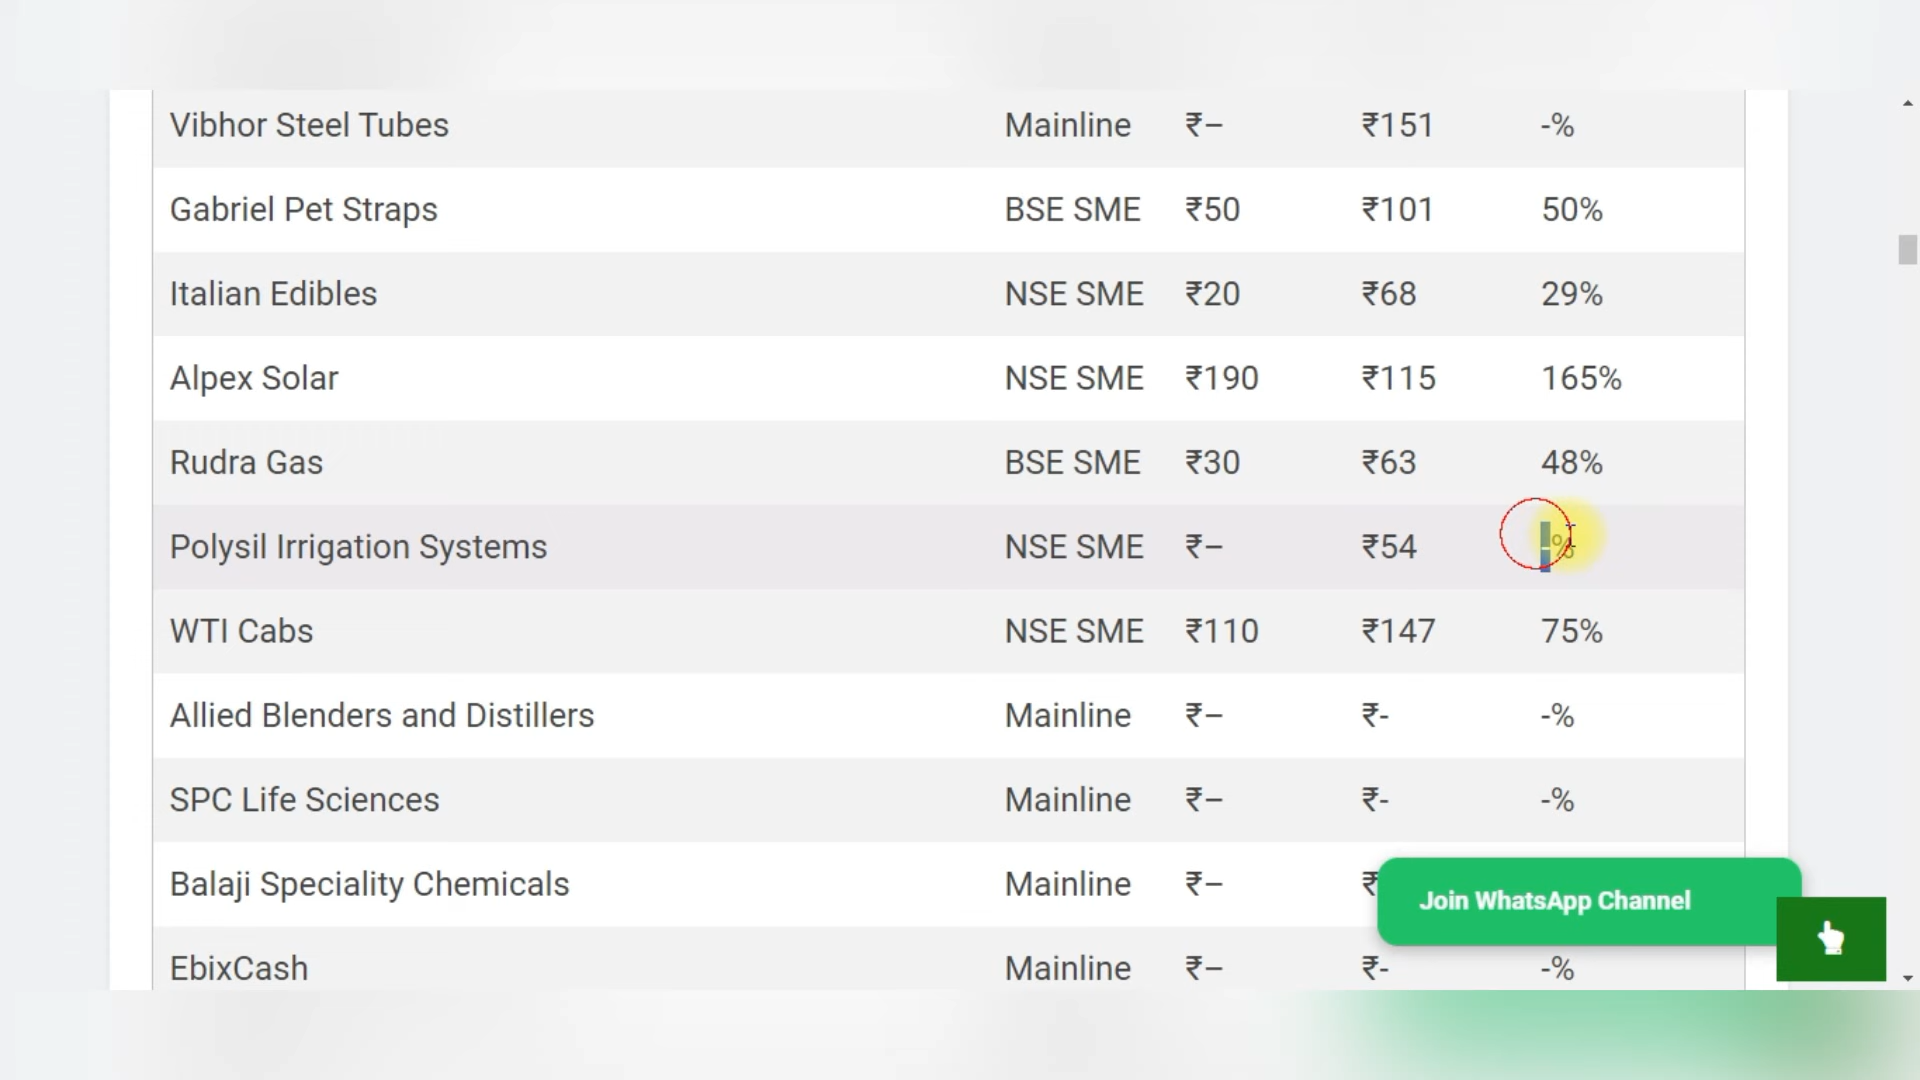 Vibhor Steel Tubes Mainline ₹– ₹151 -%
Gabriel Pet Straps BSE SME ₹50 ₹101 50%
Italian Edibles NSE SME ₹20 ₹68 29%
Alpex Solar NSE SME ₹190 ₹115 165%
Rudra Gas BSE SME ₹30 ₹63 48%
Polysil Irrigation Systems NSE SME ₹– ₹54 -%
WTI Cabs NSE SME ₹110 ₹147 75%
Allied Blenders and Distillers Mainline ₹– ₹- -%
SPC Life Sciences Mainline ₹– ₹- -%
Balaji Speciality Chemicals Mainline ₹– ₹
Join WhatsApp Channel
EbixCash Mainline ₹– ₹- -%